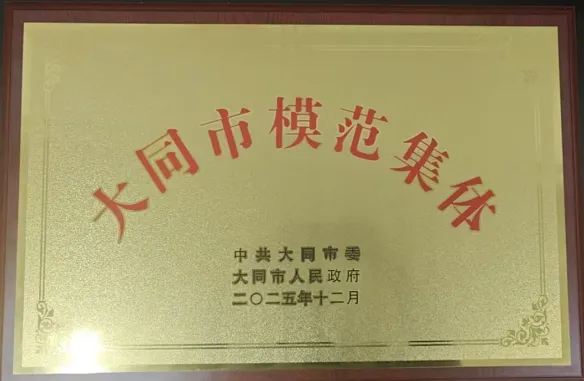 大同市模范集体
中共大同市委
大同市人民政府
二〇二五年十二月